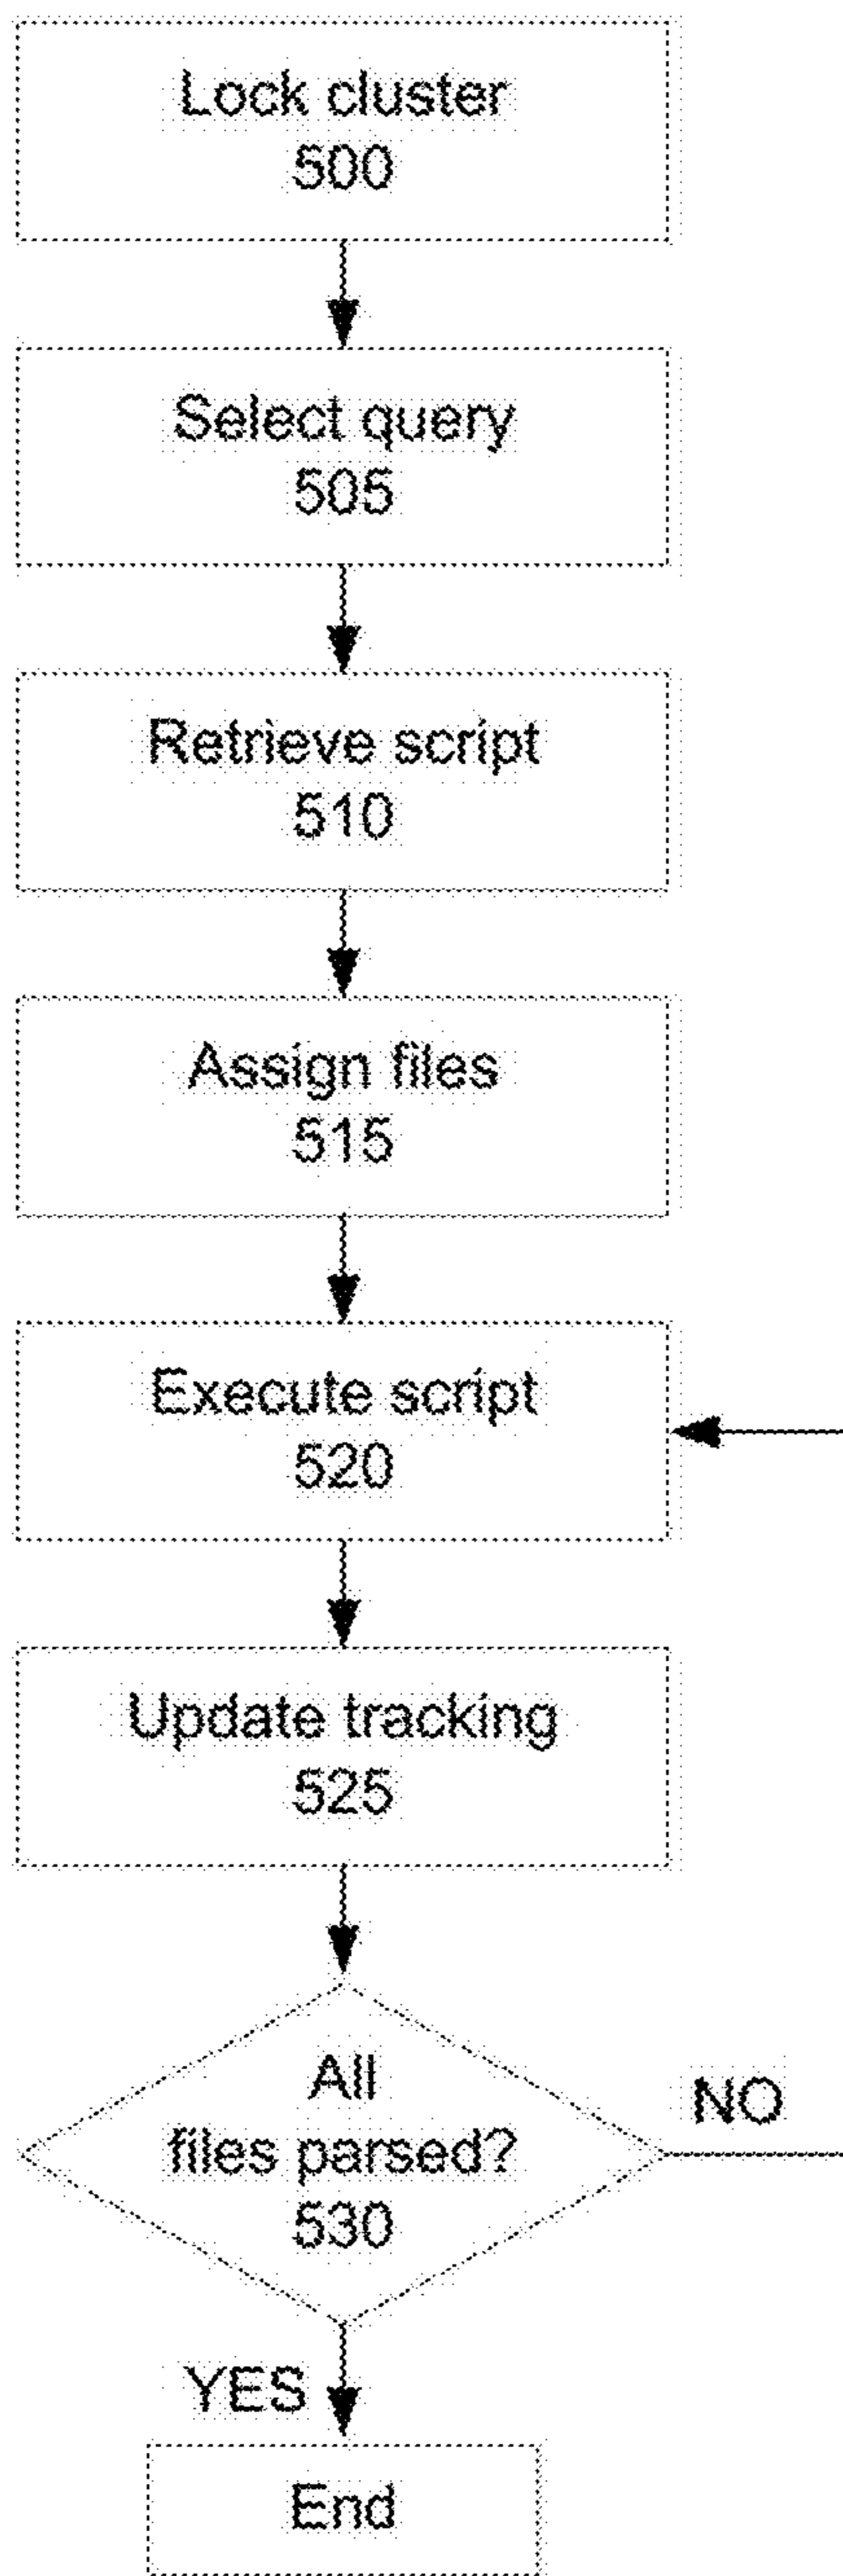 Lock cluster
500
Select query
505
Retrieve script
510
Assign files
515
Execute script
520
Update tracking
525
All
files parsed?
530
NO
YES
End